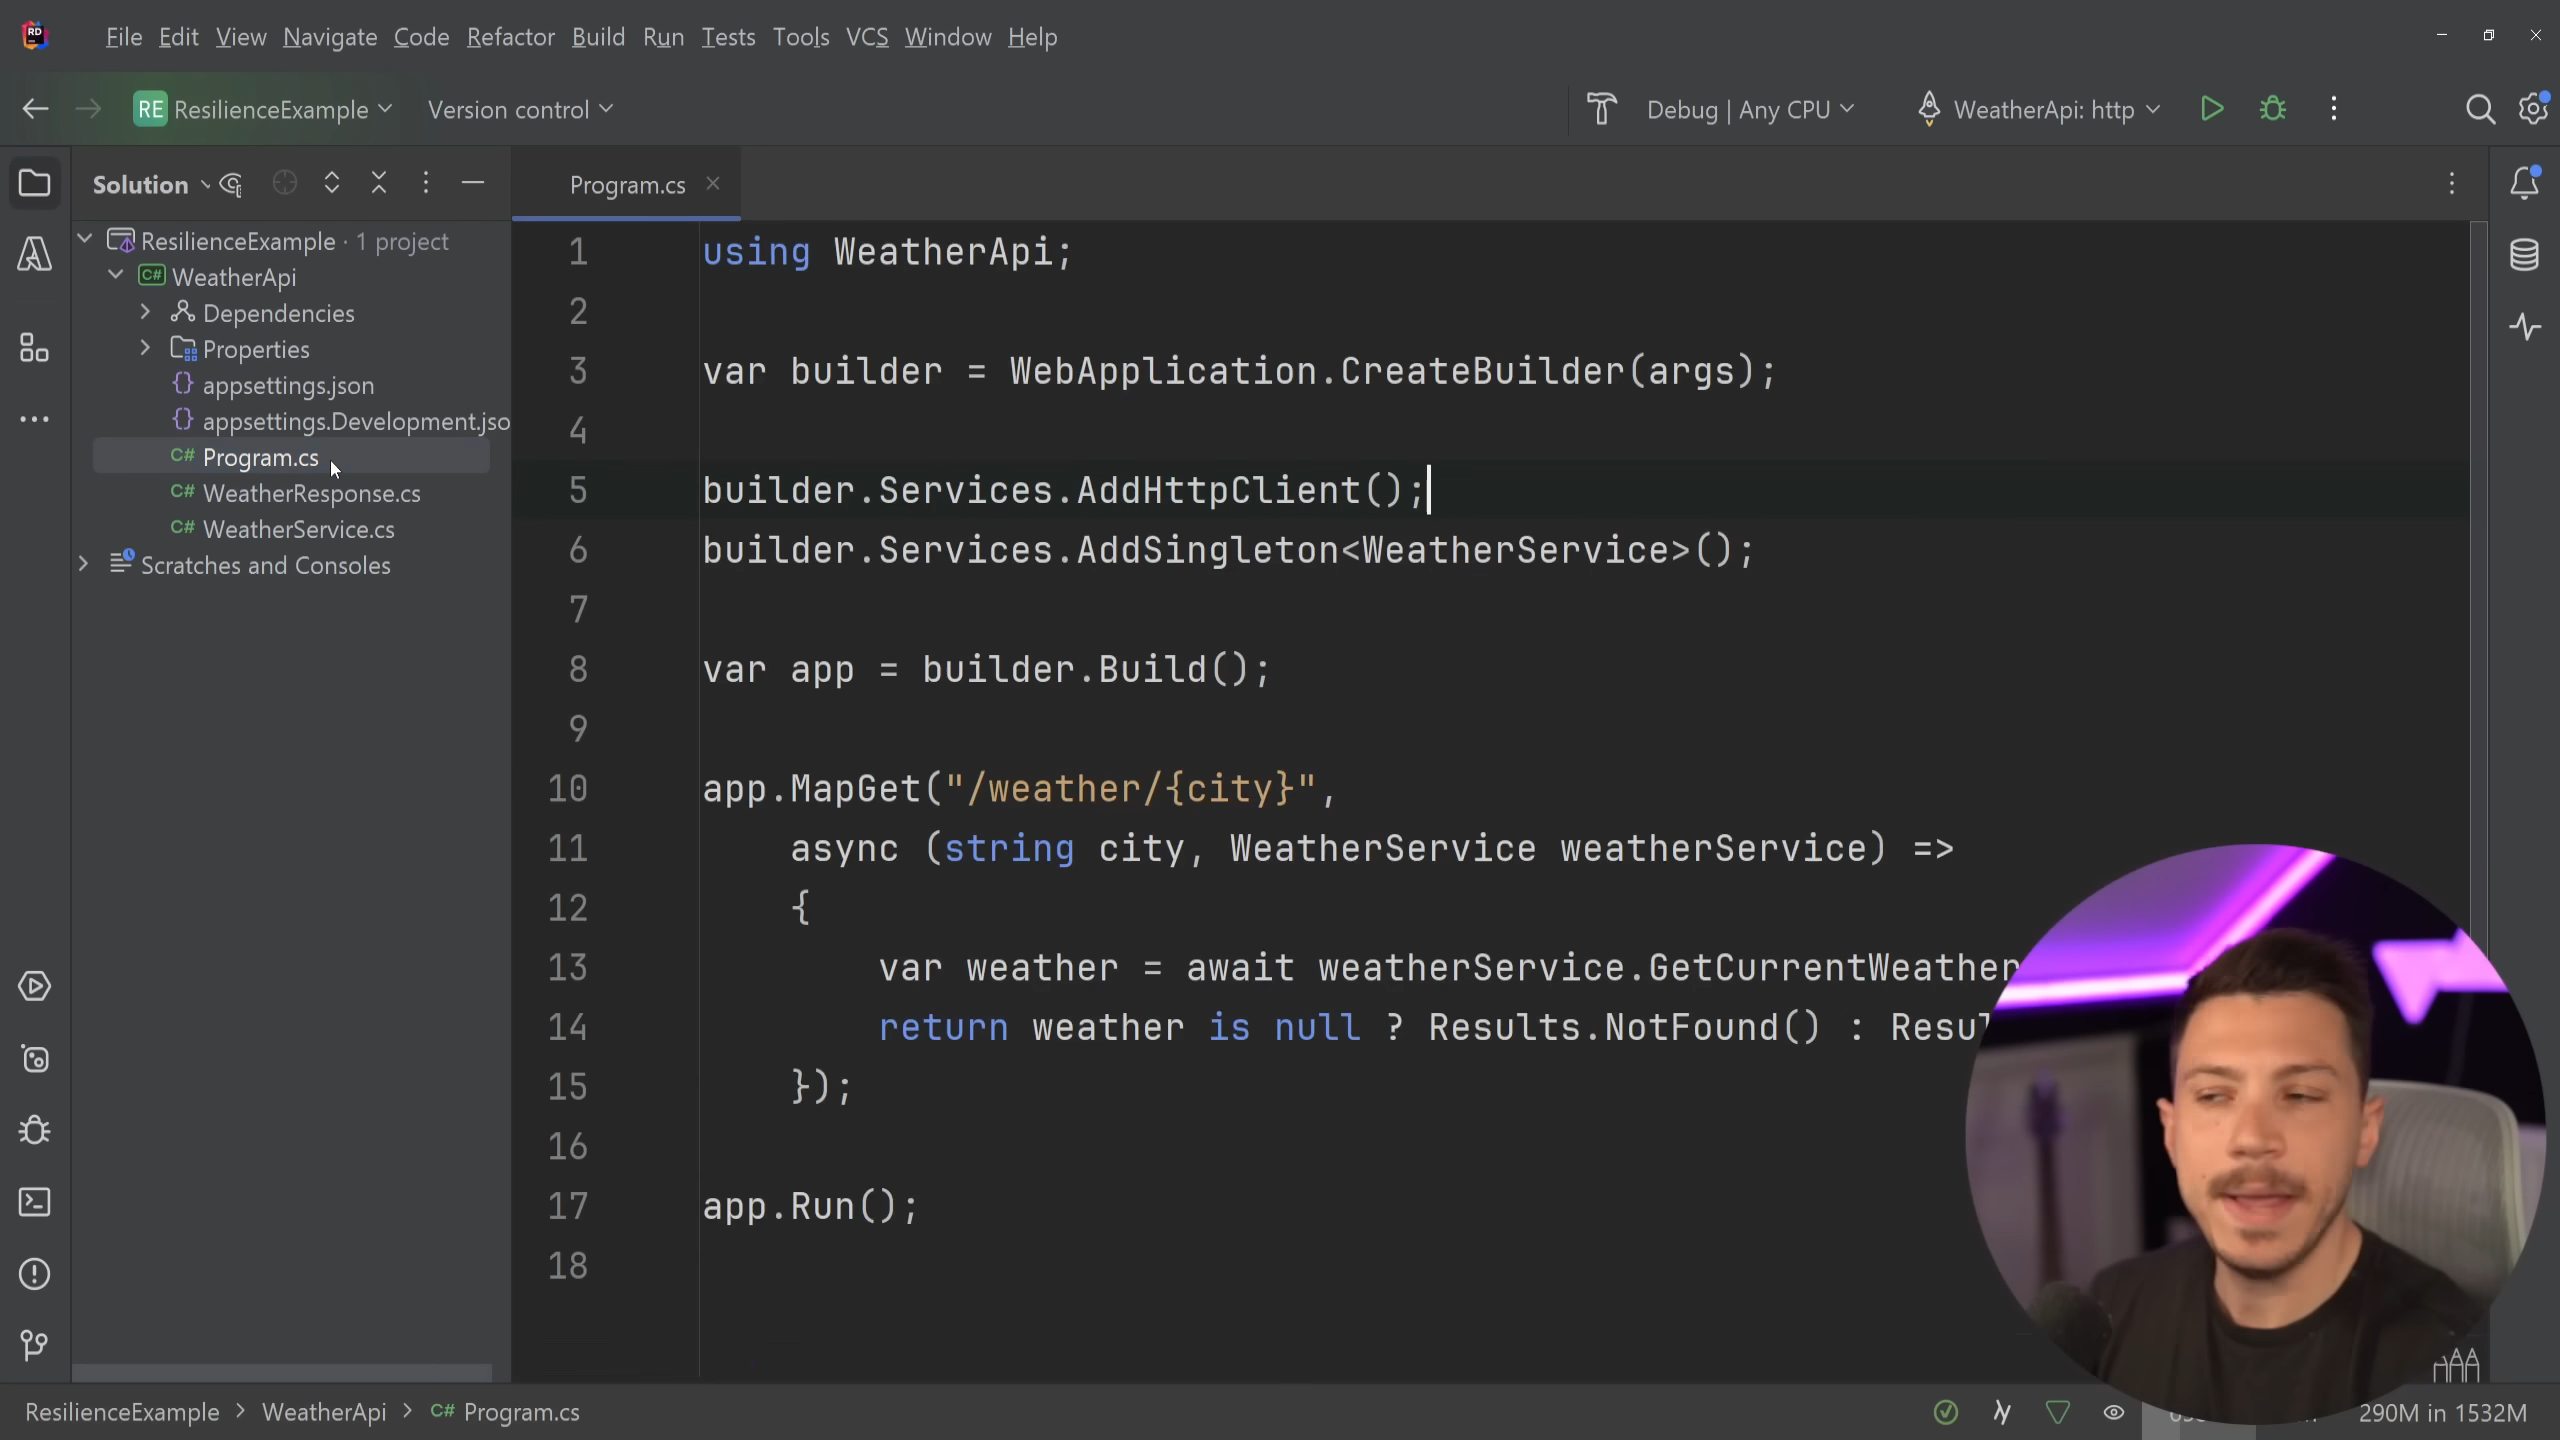 RD
File Edit View Navigate Code Refactor Build Run Tests Tools VCS Window Help
RE ResilienceExample Version control Debug | Any CPU WeatherApi: http
Solution
Program.cs
ResilienceExample · 1 project
C# WeatherApi
Dependencies
Properties
{} appsettings.json
{} appsettings.Development.jso
C# Program.cs
C# WeatherResponse.cs
C# WeatherService.cs
Scratches and Consoles
1 using WeatherApi;
2
3 var builder = WebApplication.CreateBuilder(args);
4
5 builder.Services.AddHttpClient();
6 builder.Services.AddSingleton<WeatherService>();
7
8 var app = builder.Build();
9
10 app.MapGet("/weather/{city}",
11 async (string city, WeatherService weatherService) =>
12 {
13 var weather = await weatherService.GetCurrentWeather
14 return weather is null ? Results.NotFound() : Resul
15 });
16
17 app.Run();
18
ResilienceExample > WeatherApi > C# Program.cs
290M in 1532M